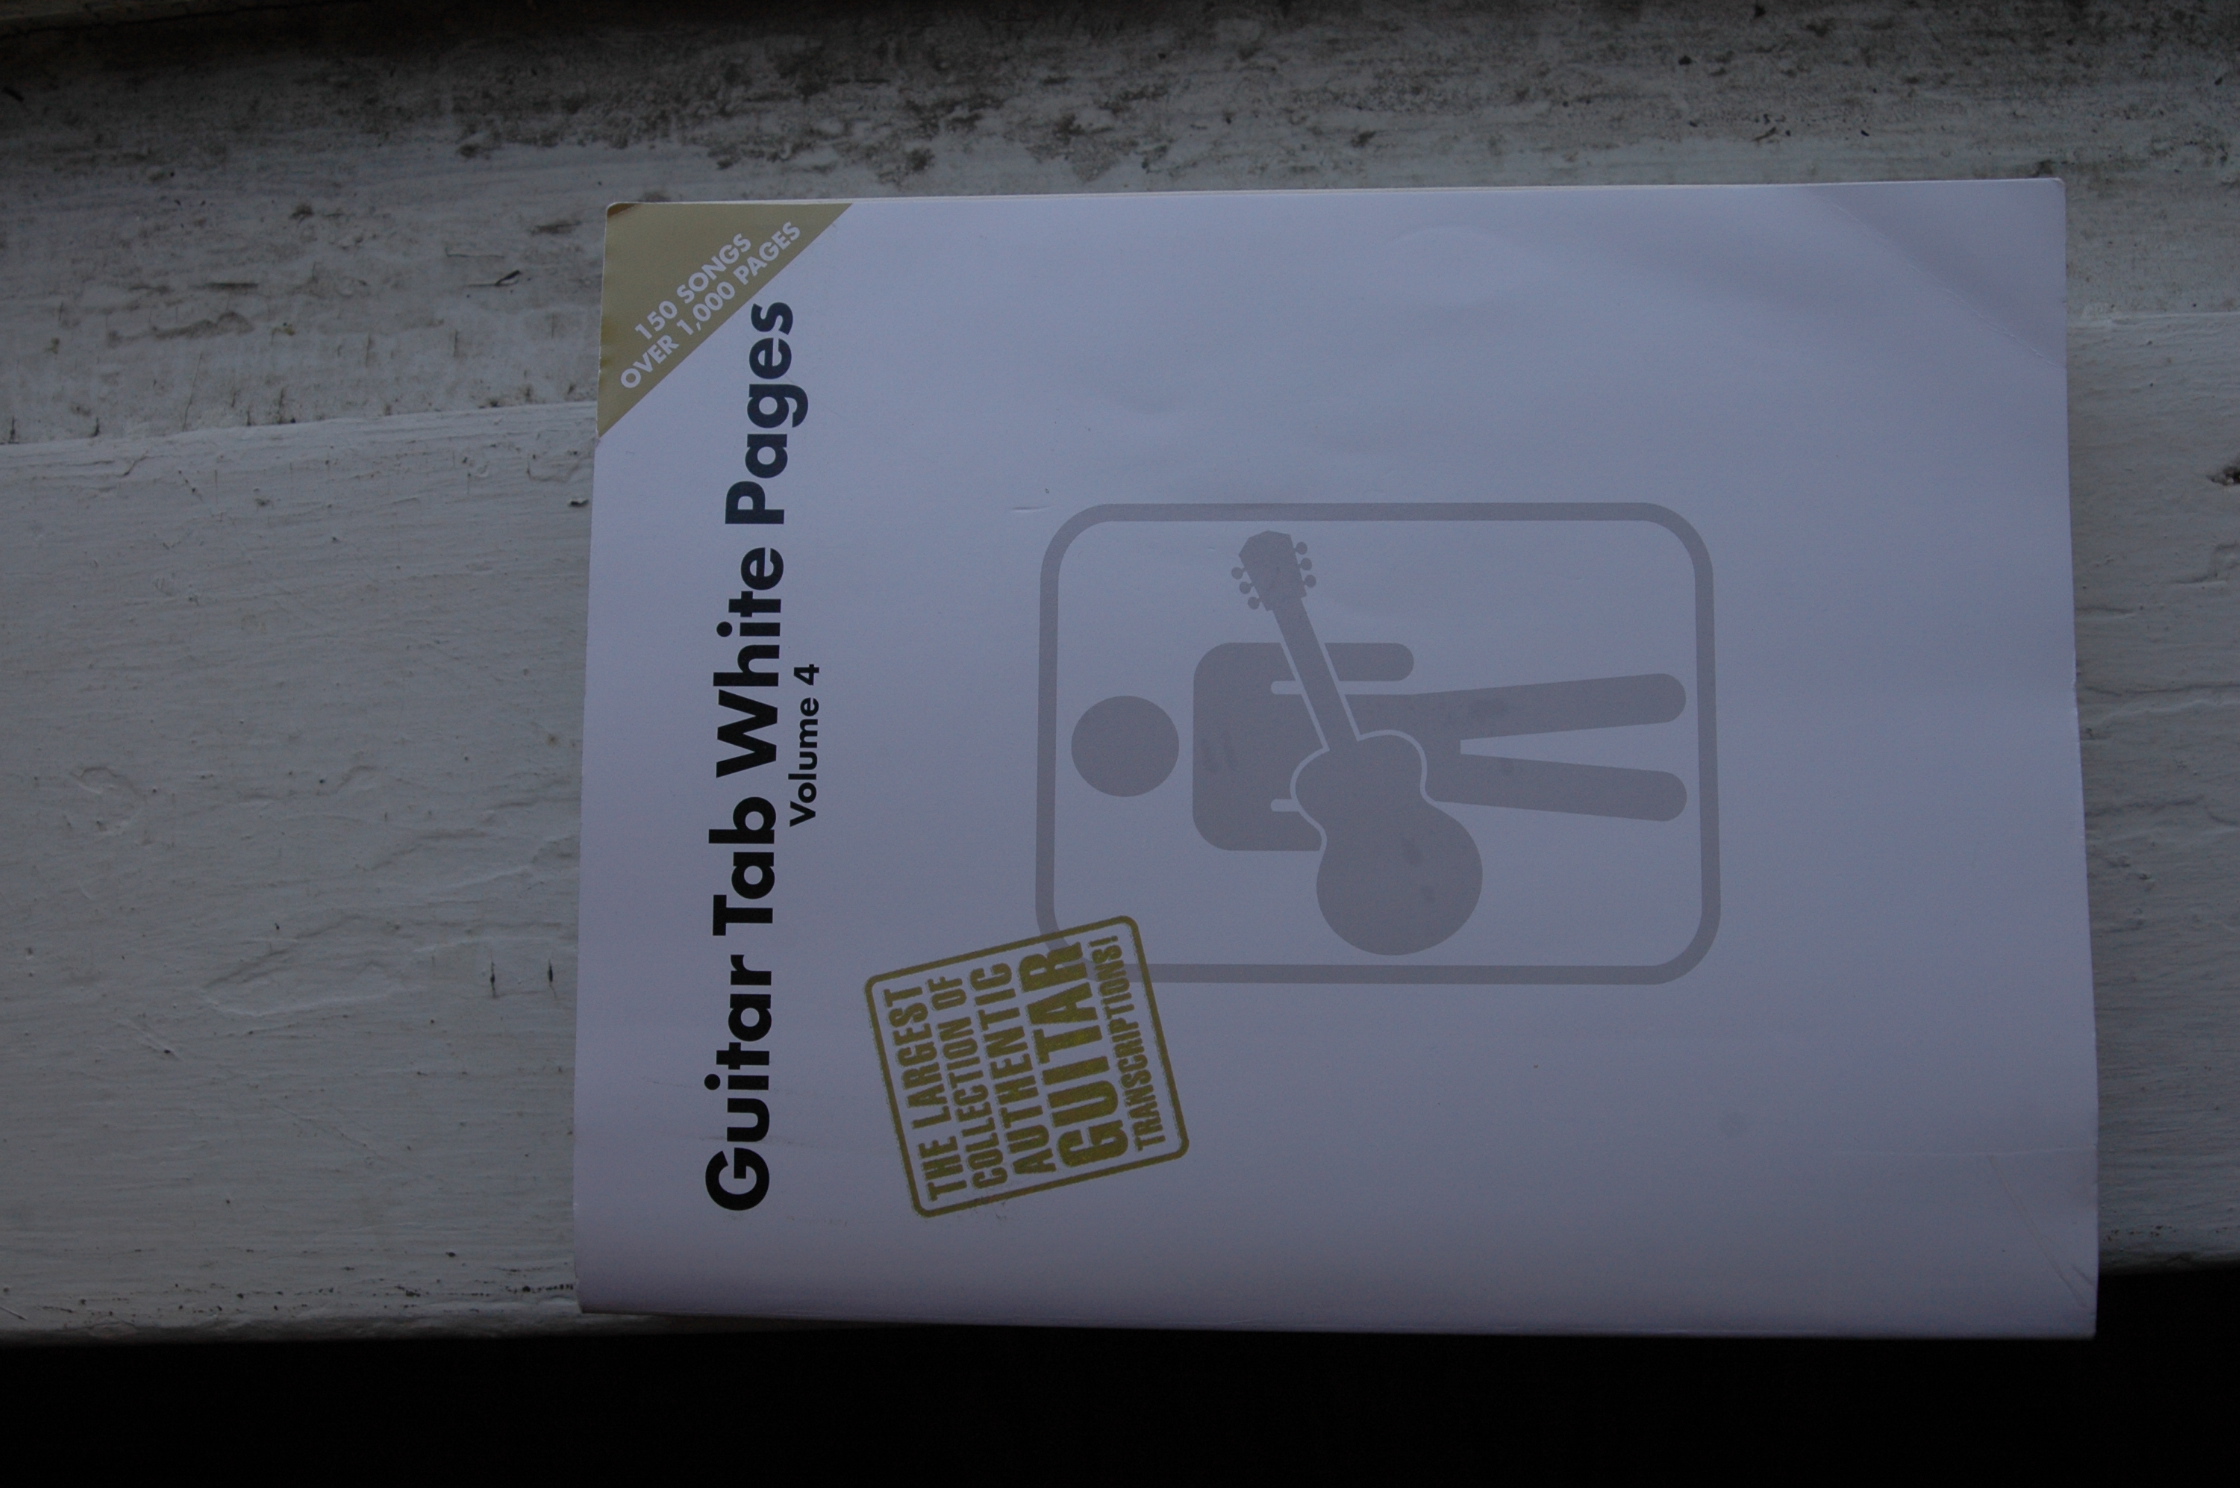 150 SONGS
OVER 1,000 PAGES
Guitar Tab White Pages
Volume 4
THE LARGEST
COLLECTION OF
AUTHENTIC
GUITAR
TRANSCRIPTIONS!